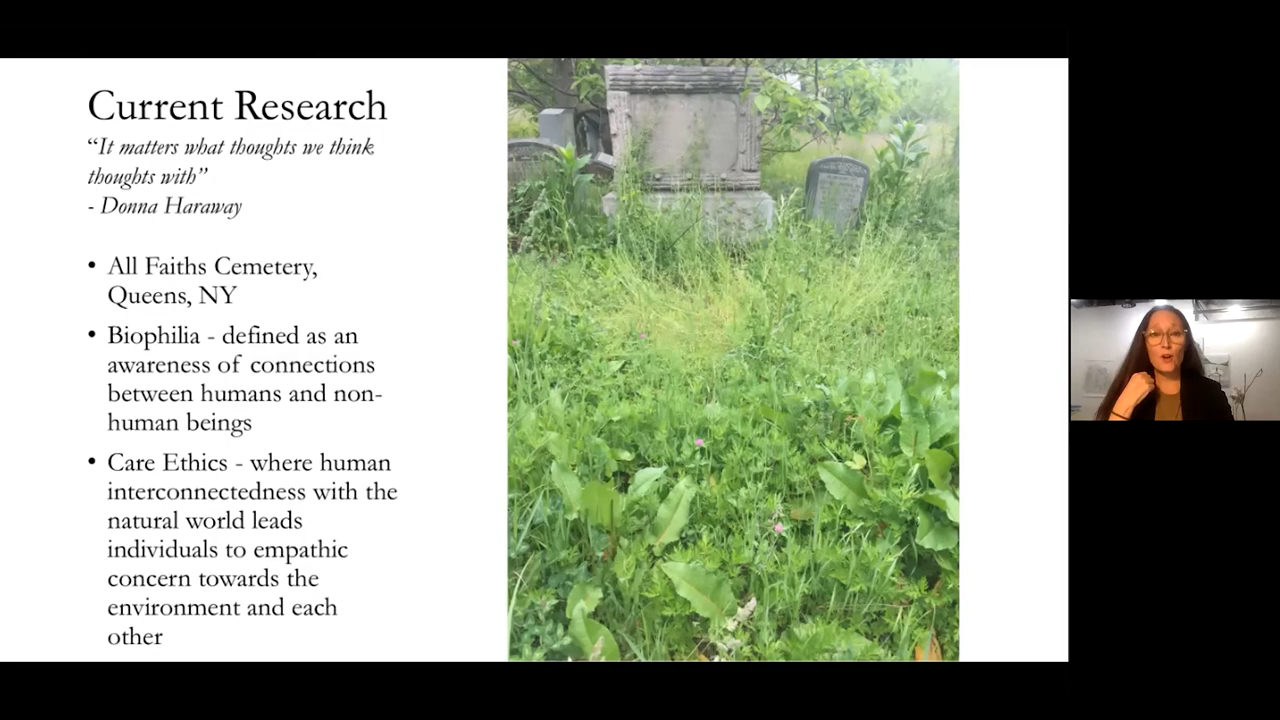 Current Research
“It matters what thoughts we think
thoughts with”
- Donna Haraway
• All Faiths Cemetery,
Queens, NY
• Biophilia - defined as an
awareness of connections
between humans and non-
human beings
• Care Ethics - where human
interconnectedness with the
natural world leads
individuals to empathic
concern towards the
environment and each
other